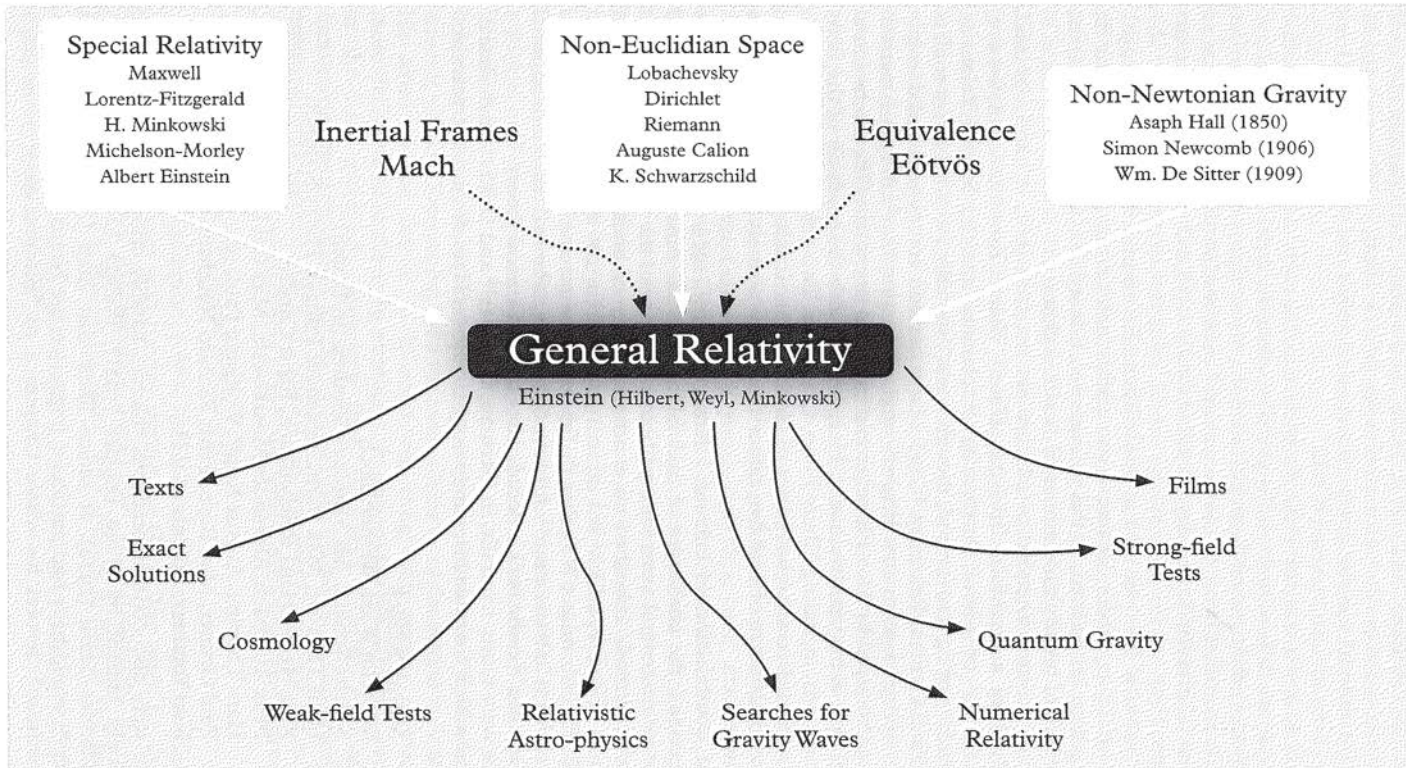 Special Relativity
Maxwell
Lorentz-Fitzgerald
H. Minkowski
Michelson-Morley
Albert Einstein
Inertial Frames
Mach
Non-Euclidian Space
Lobachevsky
Dirichlet
Riemann
Auguste Calion
K. Schwarzschild
Equivalence
Eötvös
Non-Newtonian Gravity
Asaph Hall (1850)
Simon Newcomb (1906)
Wm. De Sitter (1909)
General Relativity
Einstein (Hilbert, Weyl, Minkowski)
Texts
Exact
Solutions
Cosmology
Weak-field Tests
Relativistic
Astro-physics
Searches for
Gravity Waves
Numerical
Relativity
Quantum Gravity
Strong-field
Tests
Films